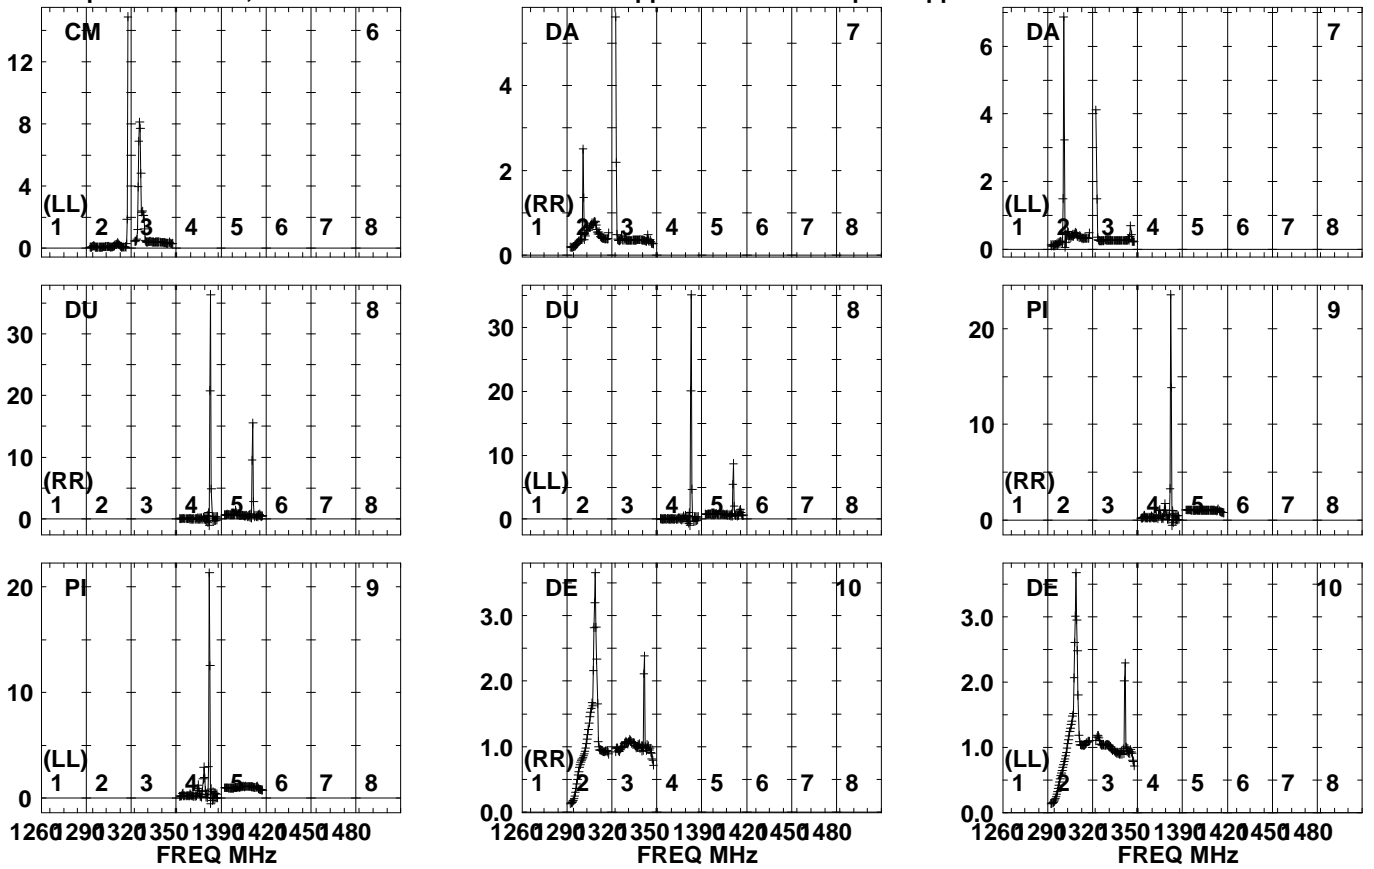 CM 6 DA 7 DA 7
12 4 6
8 4
4 2 2
(LL) (RR) (LL)
1 2 3 4 5 6 7 8 1 2 3 4 5 6 7 8 1 2 3 4 5 6 7 8
0 0 0
DU 8 DU 8 PI 9
30 30 20
20 20
10 10 10
(RR) (LL) (RR)
1 2 3 4 5 6 7 8 1 2 3 4 5 6 7 8 1 2 3 4 5 6 7 8
0 0 0
PI 9 DE 10 DE 10
20 3.0 3.0
10 2.0 2.0
1.0 1.0
(LL) (RR) (LL)
1 2 3 4 5 6 7 8 1 2 3 4 5 6 7 8 1 2 3 4 5 6 7 8
0 0.0 0.0
1260 1290 1320 1350 1390 1420 1450 1480 1260 1290 1320 1350 1390 1420 1450 1480 1260 1290 1320 1350 1390 1420 1450 1480
FREQ MHz FREQ MHz FREQ MHz